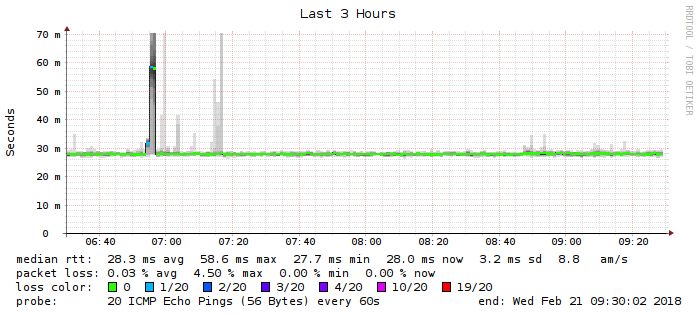 Last 3 Hours
RRDTOOL / TOBI OETIKER
Seconds
70 m
60 m
50 m
40 m
30 m
20 m
10 m
0
06:40 07:00 07:20 07:40 08:00 08:20 08:40 09:00 09:20
median rtt: 28.3 ms avg 58.6 ms max 27.7 ms min 28.0 ms now 3.2 ms sd 8.8 am/s
packet loss: 0.03 % avg 4.50 % max 0.00 % min 0.00 % now
loss color: 0 1/20 2/20 3/20 4/20 10/20 19/20
probe: 20 ICMP Echo Pings (56 Bytes) every 60s end: Wed Feb 21 09:30:02 2018